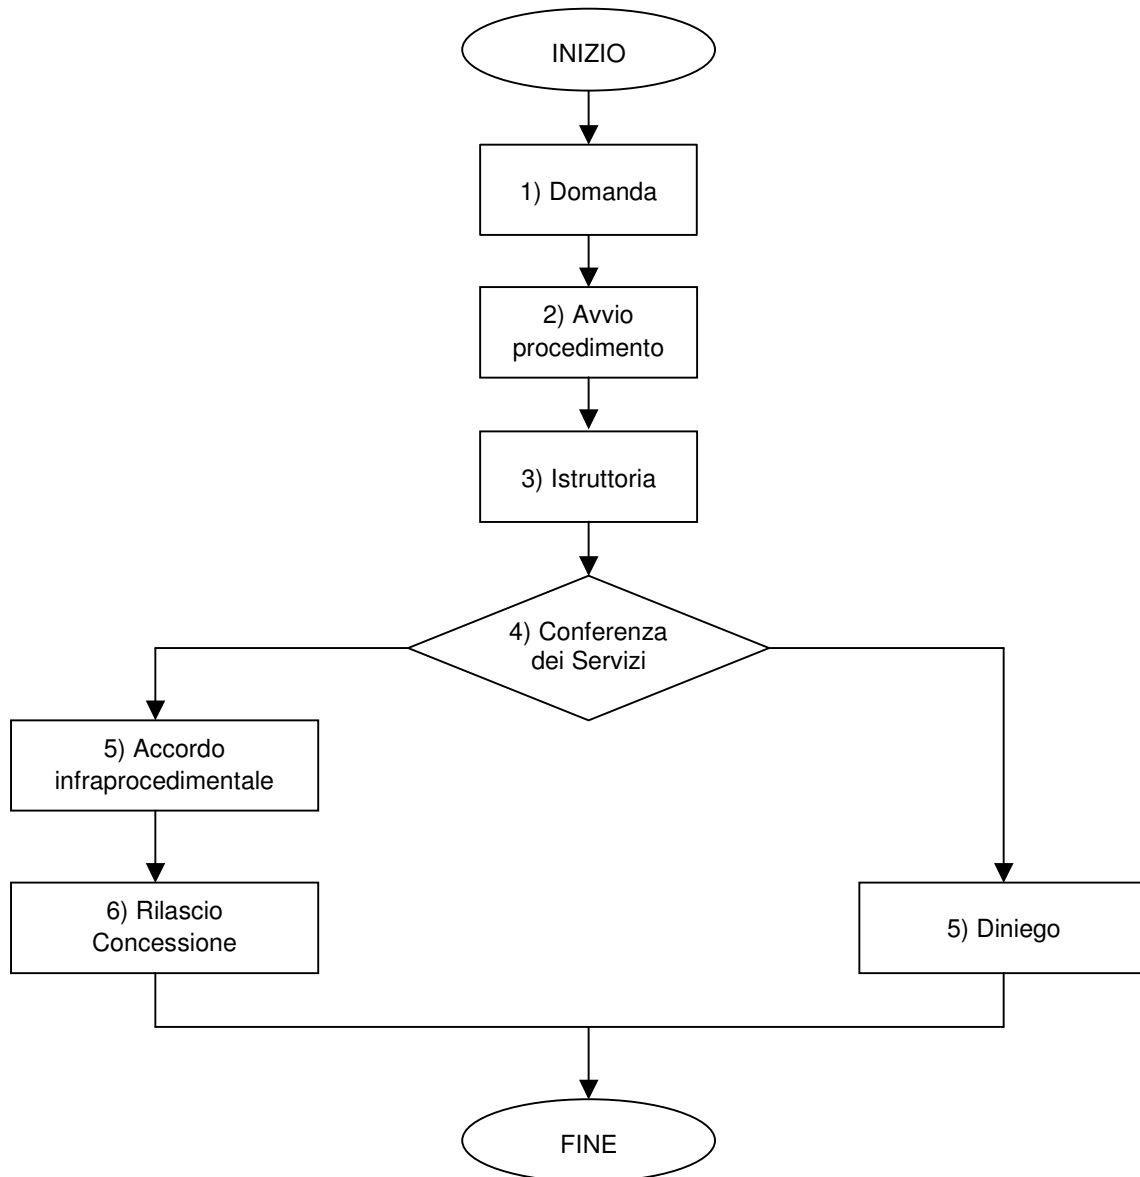 INIZIO
1) Domanda
2) Avvio
procedimento
3) Istruttoria
4) Conferenza
dei Servizi
5) Accordo
infraprocedimentale
6) Rilascio
Concessione
5) Diniego
FINE